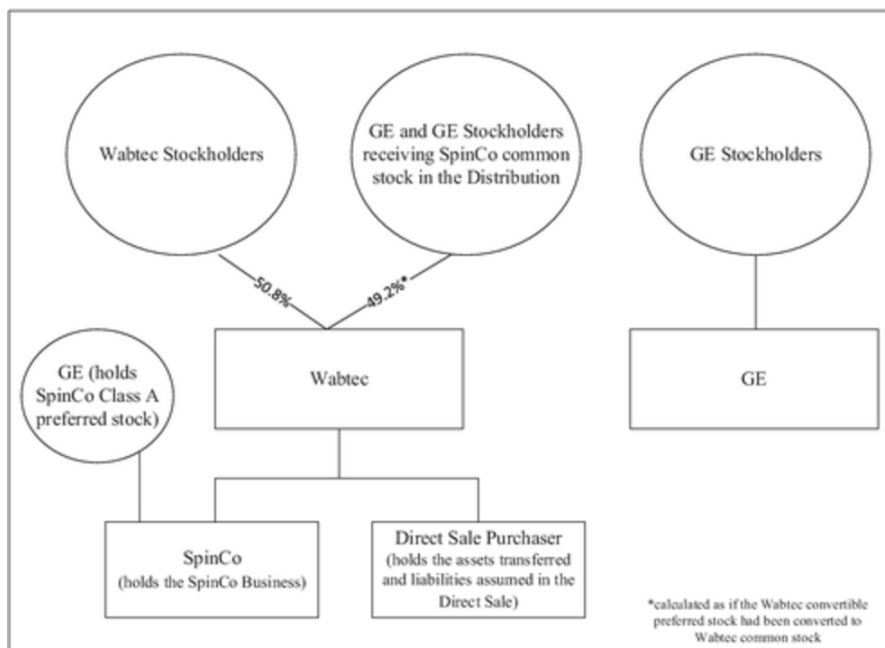 Wabtec Stockholders
GE and GE Stockholders
receiving SpinCo common
stock in the Distribution
GE Stockholders
50.8%
49.2%*
GE (holds
SpinCo Class A
preferred stock)
Wabtec
GE
SpinCo
(holds the SpinCo Business)
Direct Sale Purchaser
(holds the assets transferred
and liabilities assumed in the
Direct Sale)
*calculated as if the Wabtec convertible
preferred stock had been converted to
Wabtec common stock